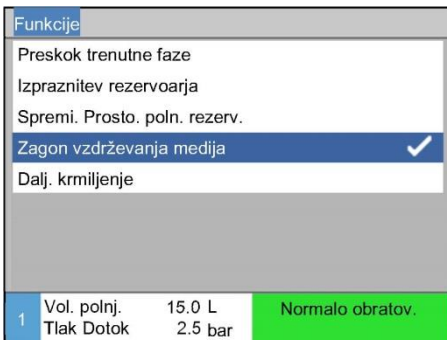 Funkcije
Preskok trenutne faze
Izpraznitev rezervoarja
Spremi. Prosto. poln. rezerv.
Zagon vzdrževanja medija
Dalj. krmiljenje
1 Vol. polnj. 15.0 L Normalo obratov.
Tlak Dotok 2.5 bar